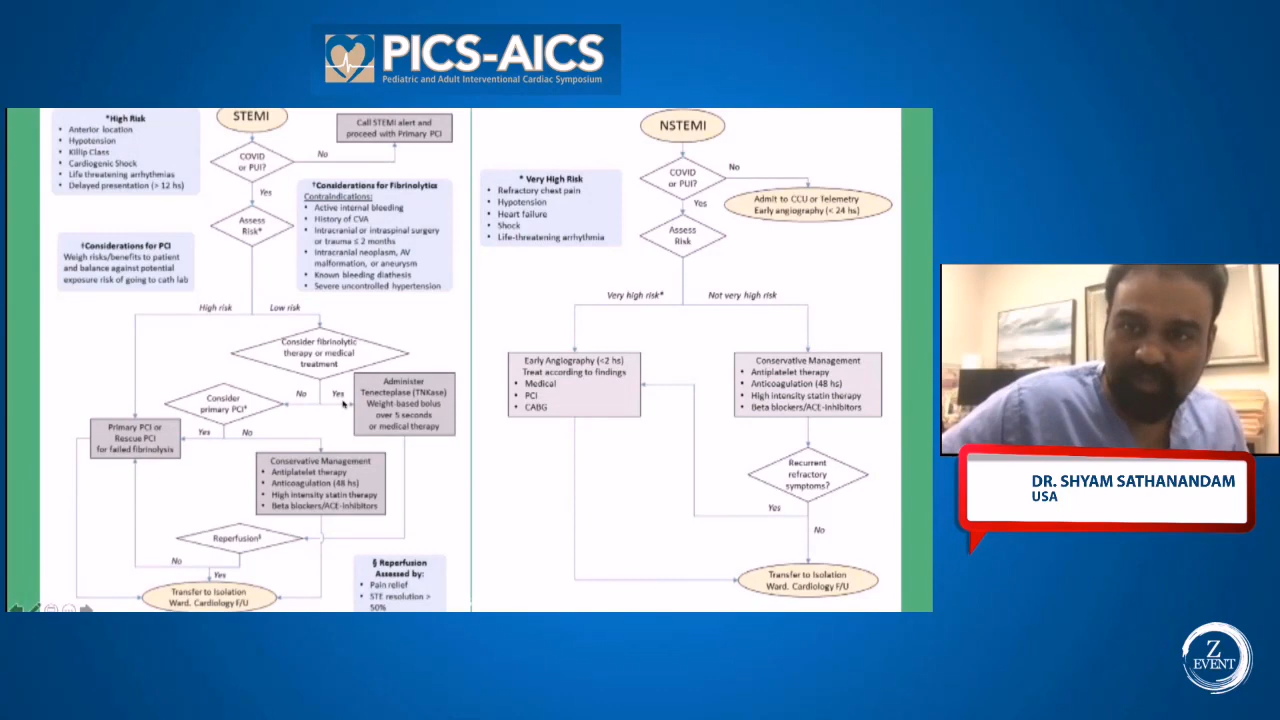 PICS-AICS
Pediatric and Adult Interventional Cardiac Symposium
*High Risk
• Anterior location
• Hypotension
• Killip Class
• Cardiogenic Shock
• Life threatening arrhythmias
• Delayed presentation (> 12 hs)
STEMI
Call STEMI alert and
proceed with Primary PCI
COVID
or PUI?
No
Yes
Assess
Risk*
†Considerations for Fibrinolytics
Contraindications:
• Active internal bleeding
• History of CVA
• Intracranial or intraspinal surgery
or trauma ≤ 2 months
• Intracranial neoplasm, AV
malformation, or aneurysm
• Known bleeding diathesis
• Severe uncontrolled hypertension
†Considerations for PCI
Weigh risks/benefits to patient
and balance against potential
exposure risk of going to cath lab
High risk
Low risk
Consider fibrinolytic
therapy or medical
treatment
No
Yes
Administer
Tenecteplase (TNKase)
Weight-based bolus
over 5 seconds
or medical therapy
Consider
primary PCI†
Yes
No
Primary PCI or
Rescue PCI
for failed fibrinolysis
Conservative Management
• Antiplatelet therapy
• Anticoagulation (48 hs)
• High intensity statin therapy
• Beta blockers/ACE-inhibitors
Reperfusion§
No
Yes
Transfer to Isolation
Ward. Cardiology F/U
§ Reperfusion
Assessed by:
• Pain relief
• STE resolution >
50%
NSTEMI
COVID
or PUI?
No
Yes
Admit to CCU or Telemetry
Early angiography (< 24 hs)
* Very High Risk
• Refractory chest pain
• Hypotension
• Heart failure
• Shock
• Life-threatening arrhythmia
Assess
Risk
Very high risk*
Not very high risk
Early Angiography (<2 hs)
Treat according to findings
• Medical
• PCI
• CABG
Conservative Management
• Antiplatelet therapy
• Anticoagulation (48 hs)
• High intensity statin therapy
• Beta blockers/ACE-inhibitors
Recurrent
refractory
symptoms?
Yes
No
Transfer to Isolation
Ward. Cardiology F/U
DR. SHYAM SATHANANDAM
USA
Z
EVENT